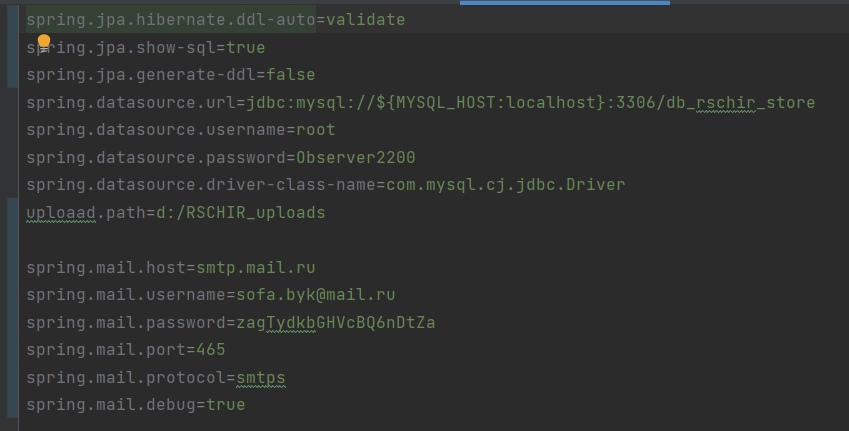 spring.jpa.hibernate.ddl-auto=validate
spring.jpa.show-sql=true
spring.jpa.generate-ddl=false
spring.datasource.url=jdbc:mysql://${MYSQL_HOST:localhost}:3306/db_rschir_store
spring.datasource.username=root
spring.datasource.password=Observer2200
spring.datasource.driver-class-name=com.mysql.cj.jdbc.Driver
uploaad.path=d:/RSCHIR_uploads
spring.mail.host=smtp.mail.ru
spring.mail.username=sofa.byk@mail.ru
spring.mail.password=zagTydkbGHVcBQ6nDtZa
spring.mail.port=465
spring.mail.protocol=smtps
spring.mail.debug=true